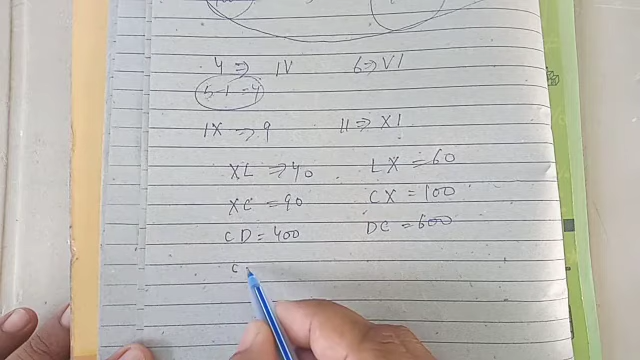 4 ⇒ IV 6 ⇒ VI
5-1=4
IX → 9 11 ⇒ XI
XL ⇒ 40 LX = 60
XC = 90 CX = 100
CD = 400 DC = 600
C